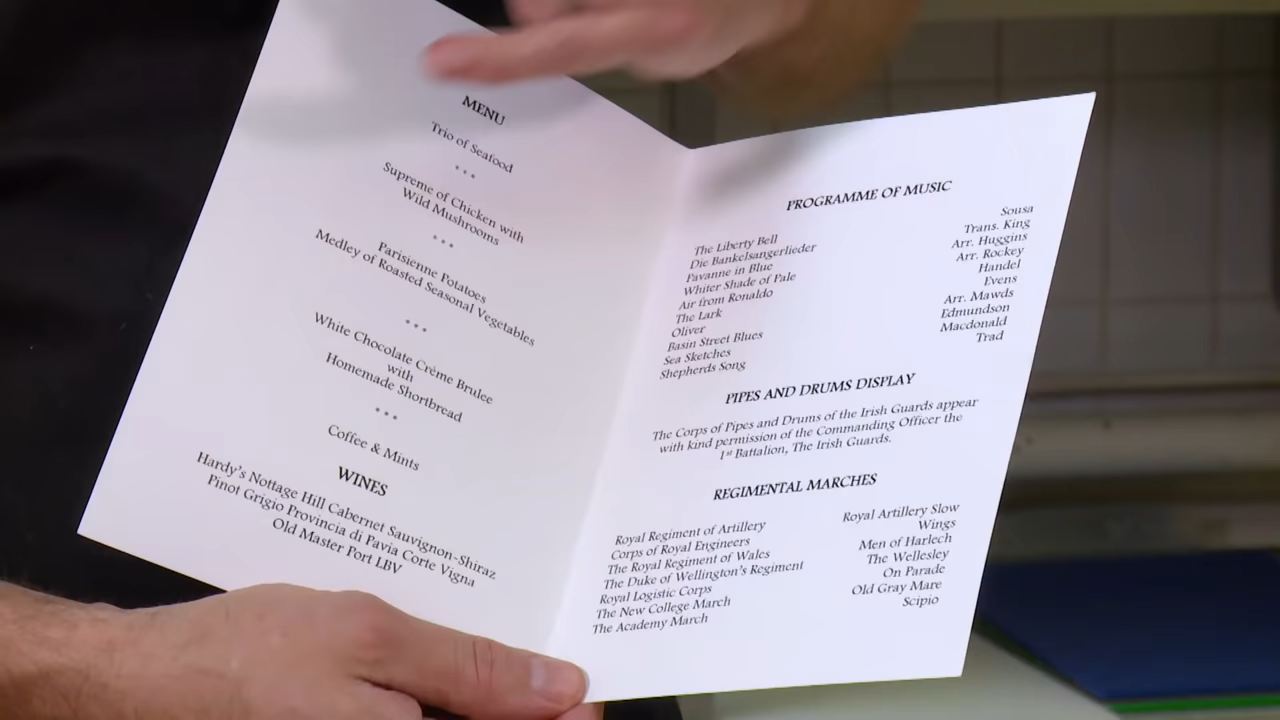 MENU
Trio of Seafood
***
Supreme of Chicken with
Wild Mushrooms
***
Parisienne Potatoes
Medley of Roasted Seasonal Vegetables
***
White Chocolate Crème Brulee
with
Homemade Shortbread
***
Coffee & Mints
WINES
Hardy's Nottage Hill Cabernet Sauvignon-Shiraz
Pinot Grigio Provincia di Pavia Corte Vigna
Old Master Port LBV
PROGRAMME OF MUSIC
The Liberty Bell Sousa
Die Bankelsangerlieder Trans. King
Pavanne in Blue Arr. Huggins
Whiter Shade of Pale Arr. Rockey
Air from Ronaldo Handel
The Lark Evens
Oliver Arr. Mawds
Basin Street Blues Edmundson
Sea Sketches Macdonald
Shepherds Song Trad
PIPES AND DRUMS DISPLAY
The Corps of Pipes and Drums of the Irish Guards appear
with kind permission of the Commanding Officer the
1st Battalion, The Irish Guards.
REGIMENTAL MARCHES
Royal Regiment of Artillery Royal Artillery Slow
Corps of Royal Engineers Wings
The Royal Regiment of Wales Men of Harlech
The Duke of Wellington's Regiment The Wellesley
Royal Logistic Corps On Parade
The New College March Old Gray Mare
The Academy March Scipio